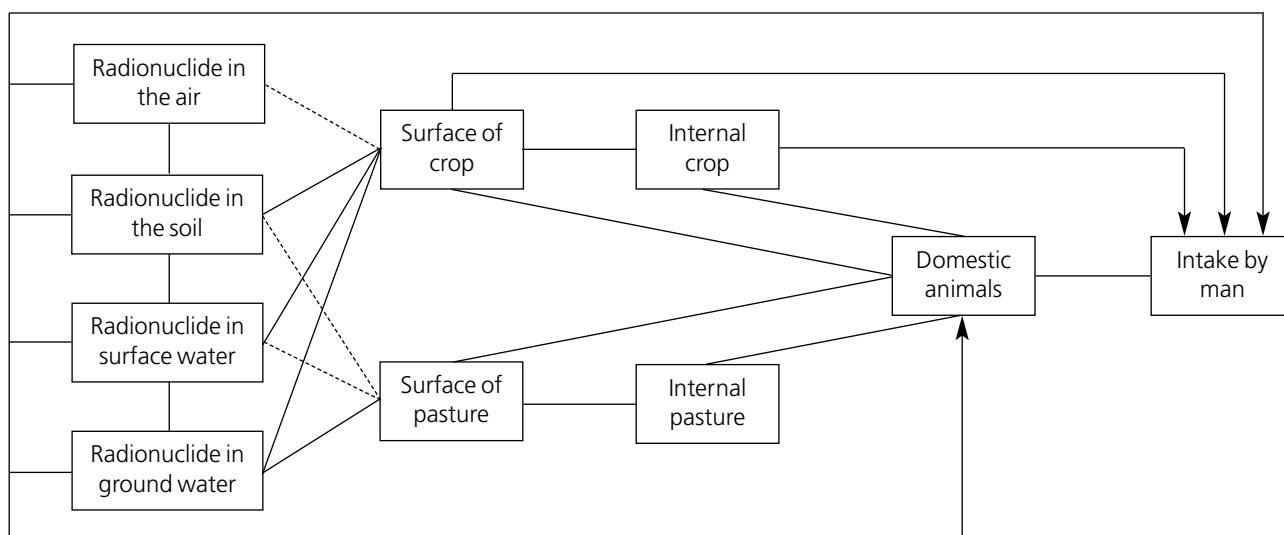 Radionuclide in
the air
Surface of
crop
Internal
crop
Radionuclide in
the soil
Domestic
animals
Intake by
man
Radionuclide in
surface water
Surface of
pasture
Internal
pasture
Radionuclide in
ground water